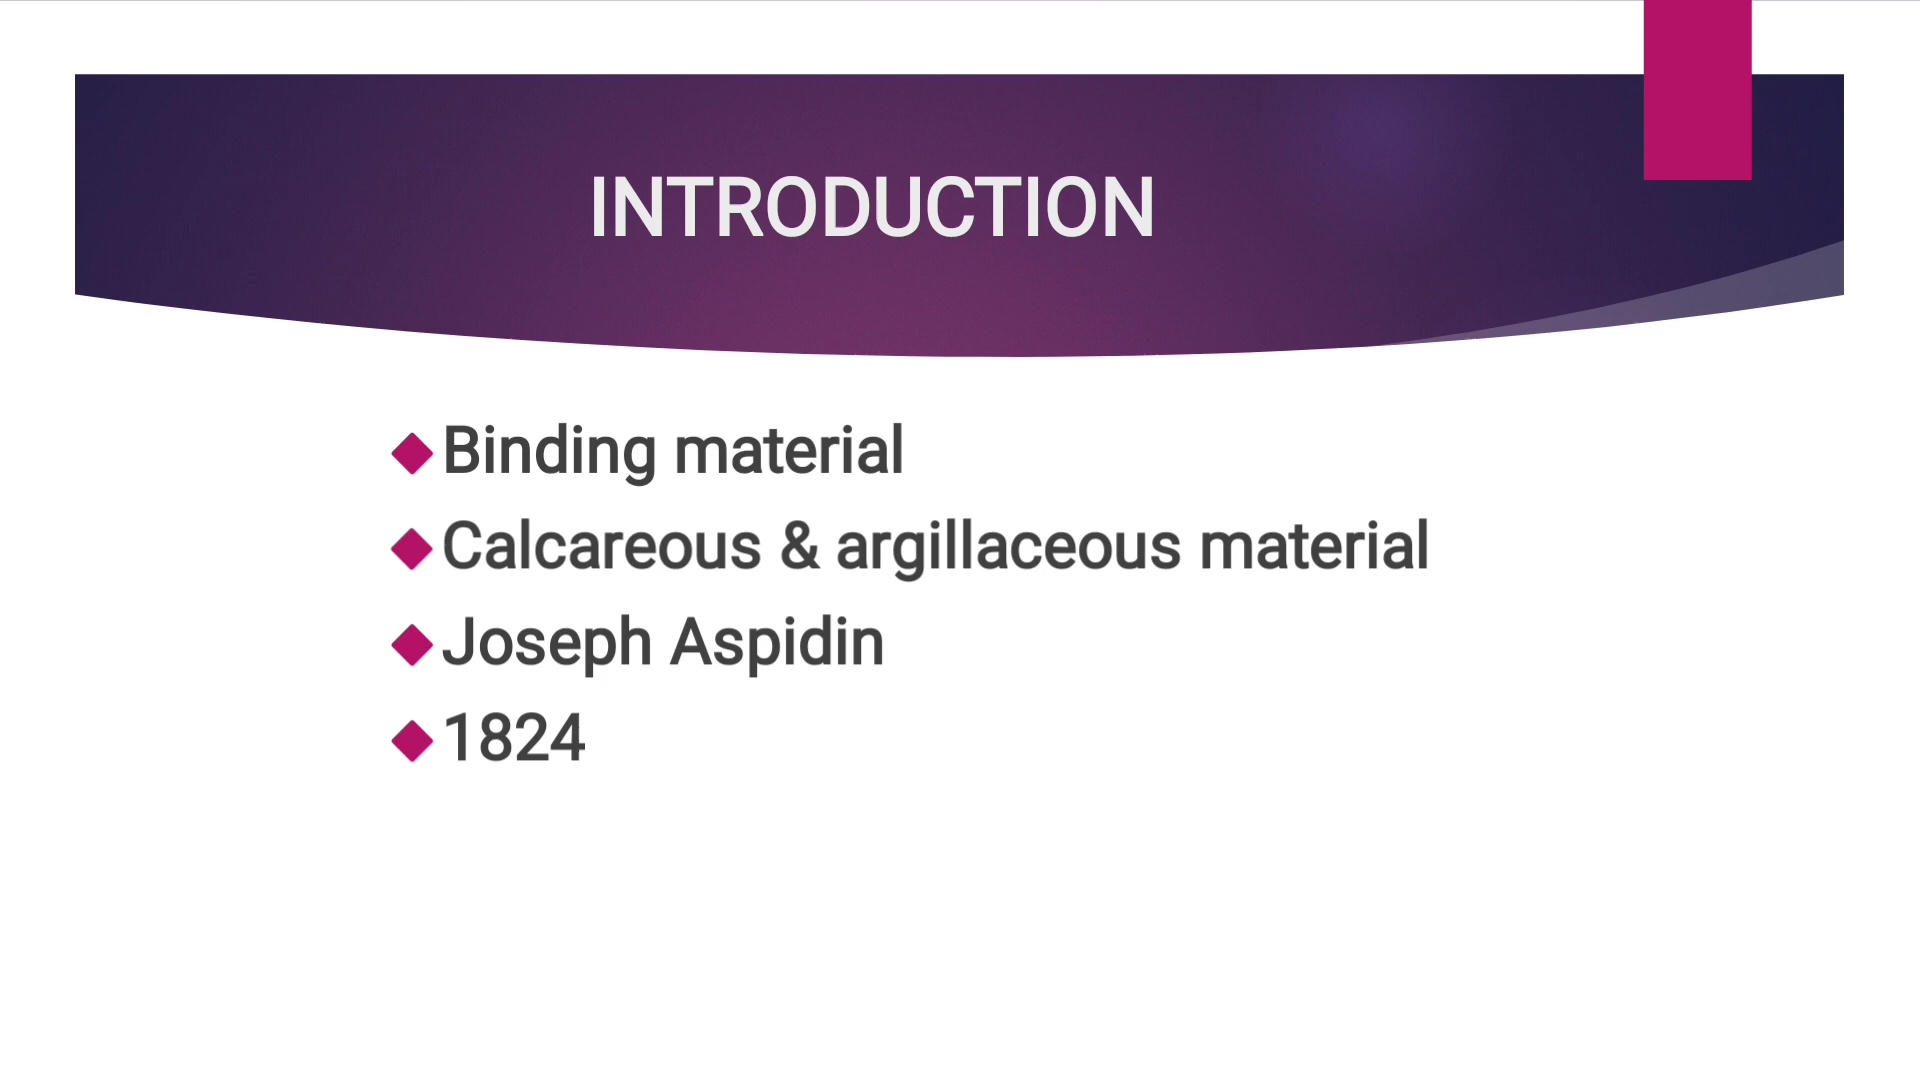 INTRODUCTION
Binding material
Calcareous & argillaceous material
Joseph Aspidin
1824